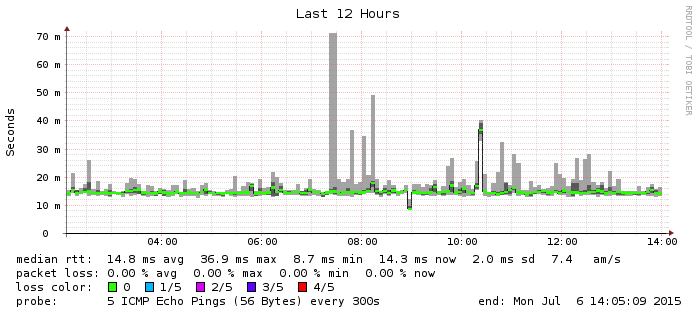 Last 12 Hours
RRDTOOL / TOBI OETIKER
Seconds
70 m
60 m
50 m
40 m
30 m
20 m
10 m
0
04:00 06:00 08:00 10:00 12:00 14:00
median rtt: 14.8 ms avg 36.9 ms max 8.7 ms min 14.3 ms now 2.0 ms sd 7.4 am/s
packet loss: 0.00 % avg 0.00 % max 0.00 % min 0.00 % now
loss color: 0 1/5 2/5 3/5 4/5
probe: 5 ICMP Echo Pings (56 Bytes) every 300s end: Mon Jul 6 14:05:09 2015